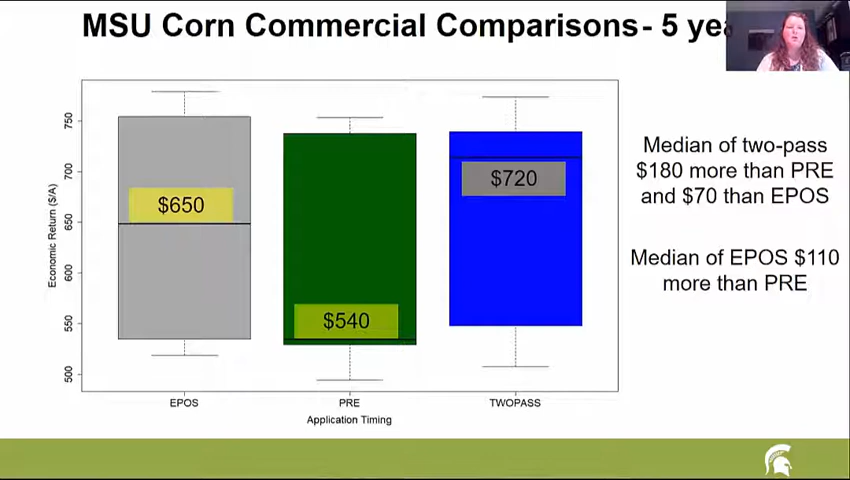 MSU Corn Commercial Comparisons- 5
Economic Return ($/A)
750
700
650
600
550
500
$650
$540
$720
EPOS
PRE
TWOPASS
Application Timing
Median of two-pass
$180 more than PRE
and $70 than EPOS
Median of EPOS $110
more than PRE